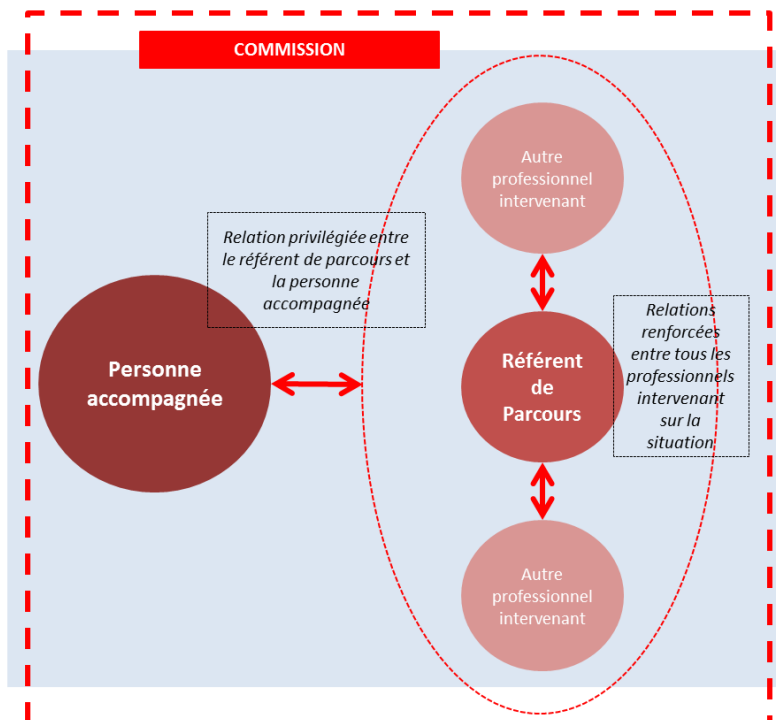 COMMISSION
Autre
professionnel
intervenant
Relation privilégiée entre
le référent de parcours et
la personne
accompagnée
Personne
accompagnée
Référent
de
Parcours
Relations
renforcées
entre tous les
professionnels
intervenant
sur la
situation
Autre
professionnel
intervenant